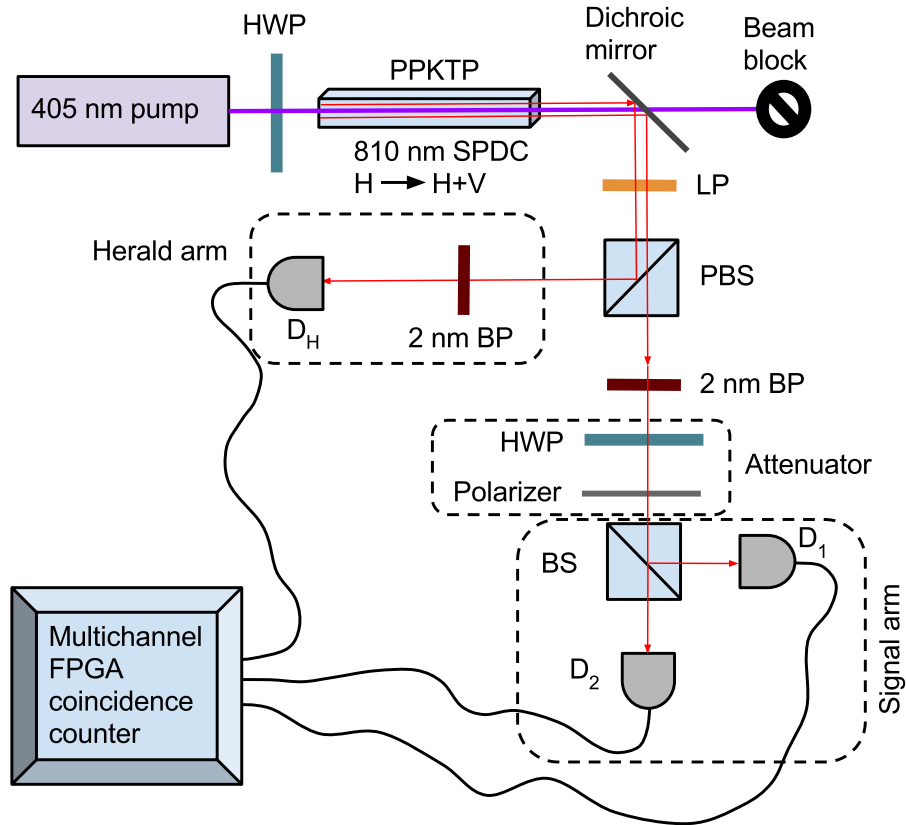 HWP
Dichroic
mirror
Beam
block
405 nm pump
PPKTP
810 nm SPDC
H → H+V
LP
Herald arm
PBS
D_H
2 nm BP
2 nm BP
HWP
Attenuator
Polarizer
BS
D_1
D_2
Signal arm
Multichannel
FPGA
coincidence
counter